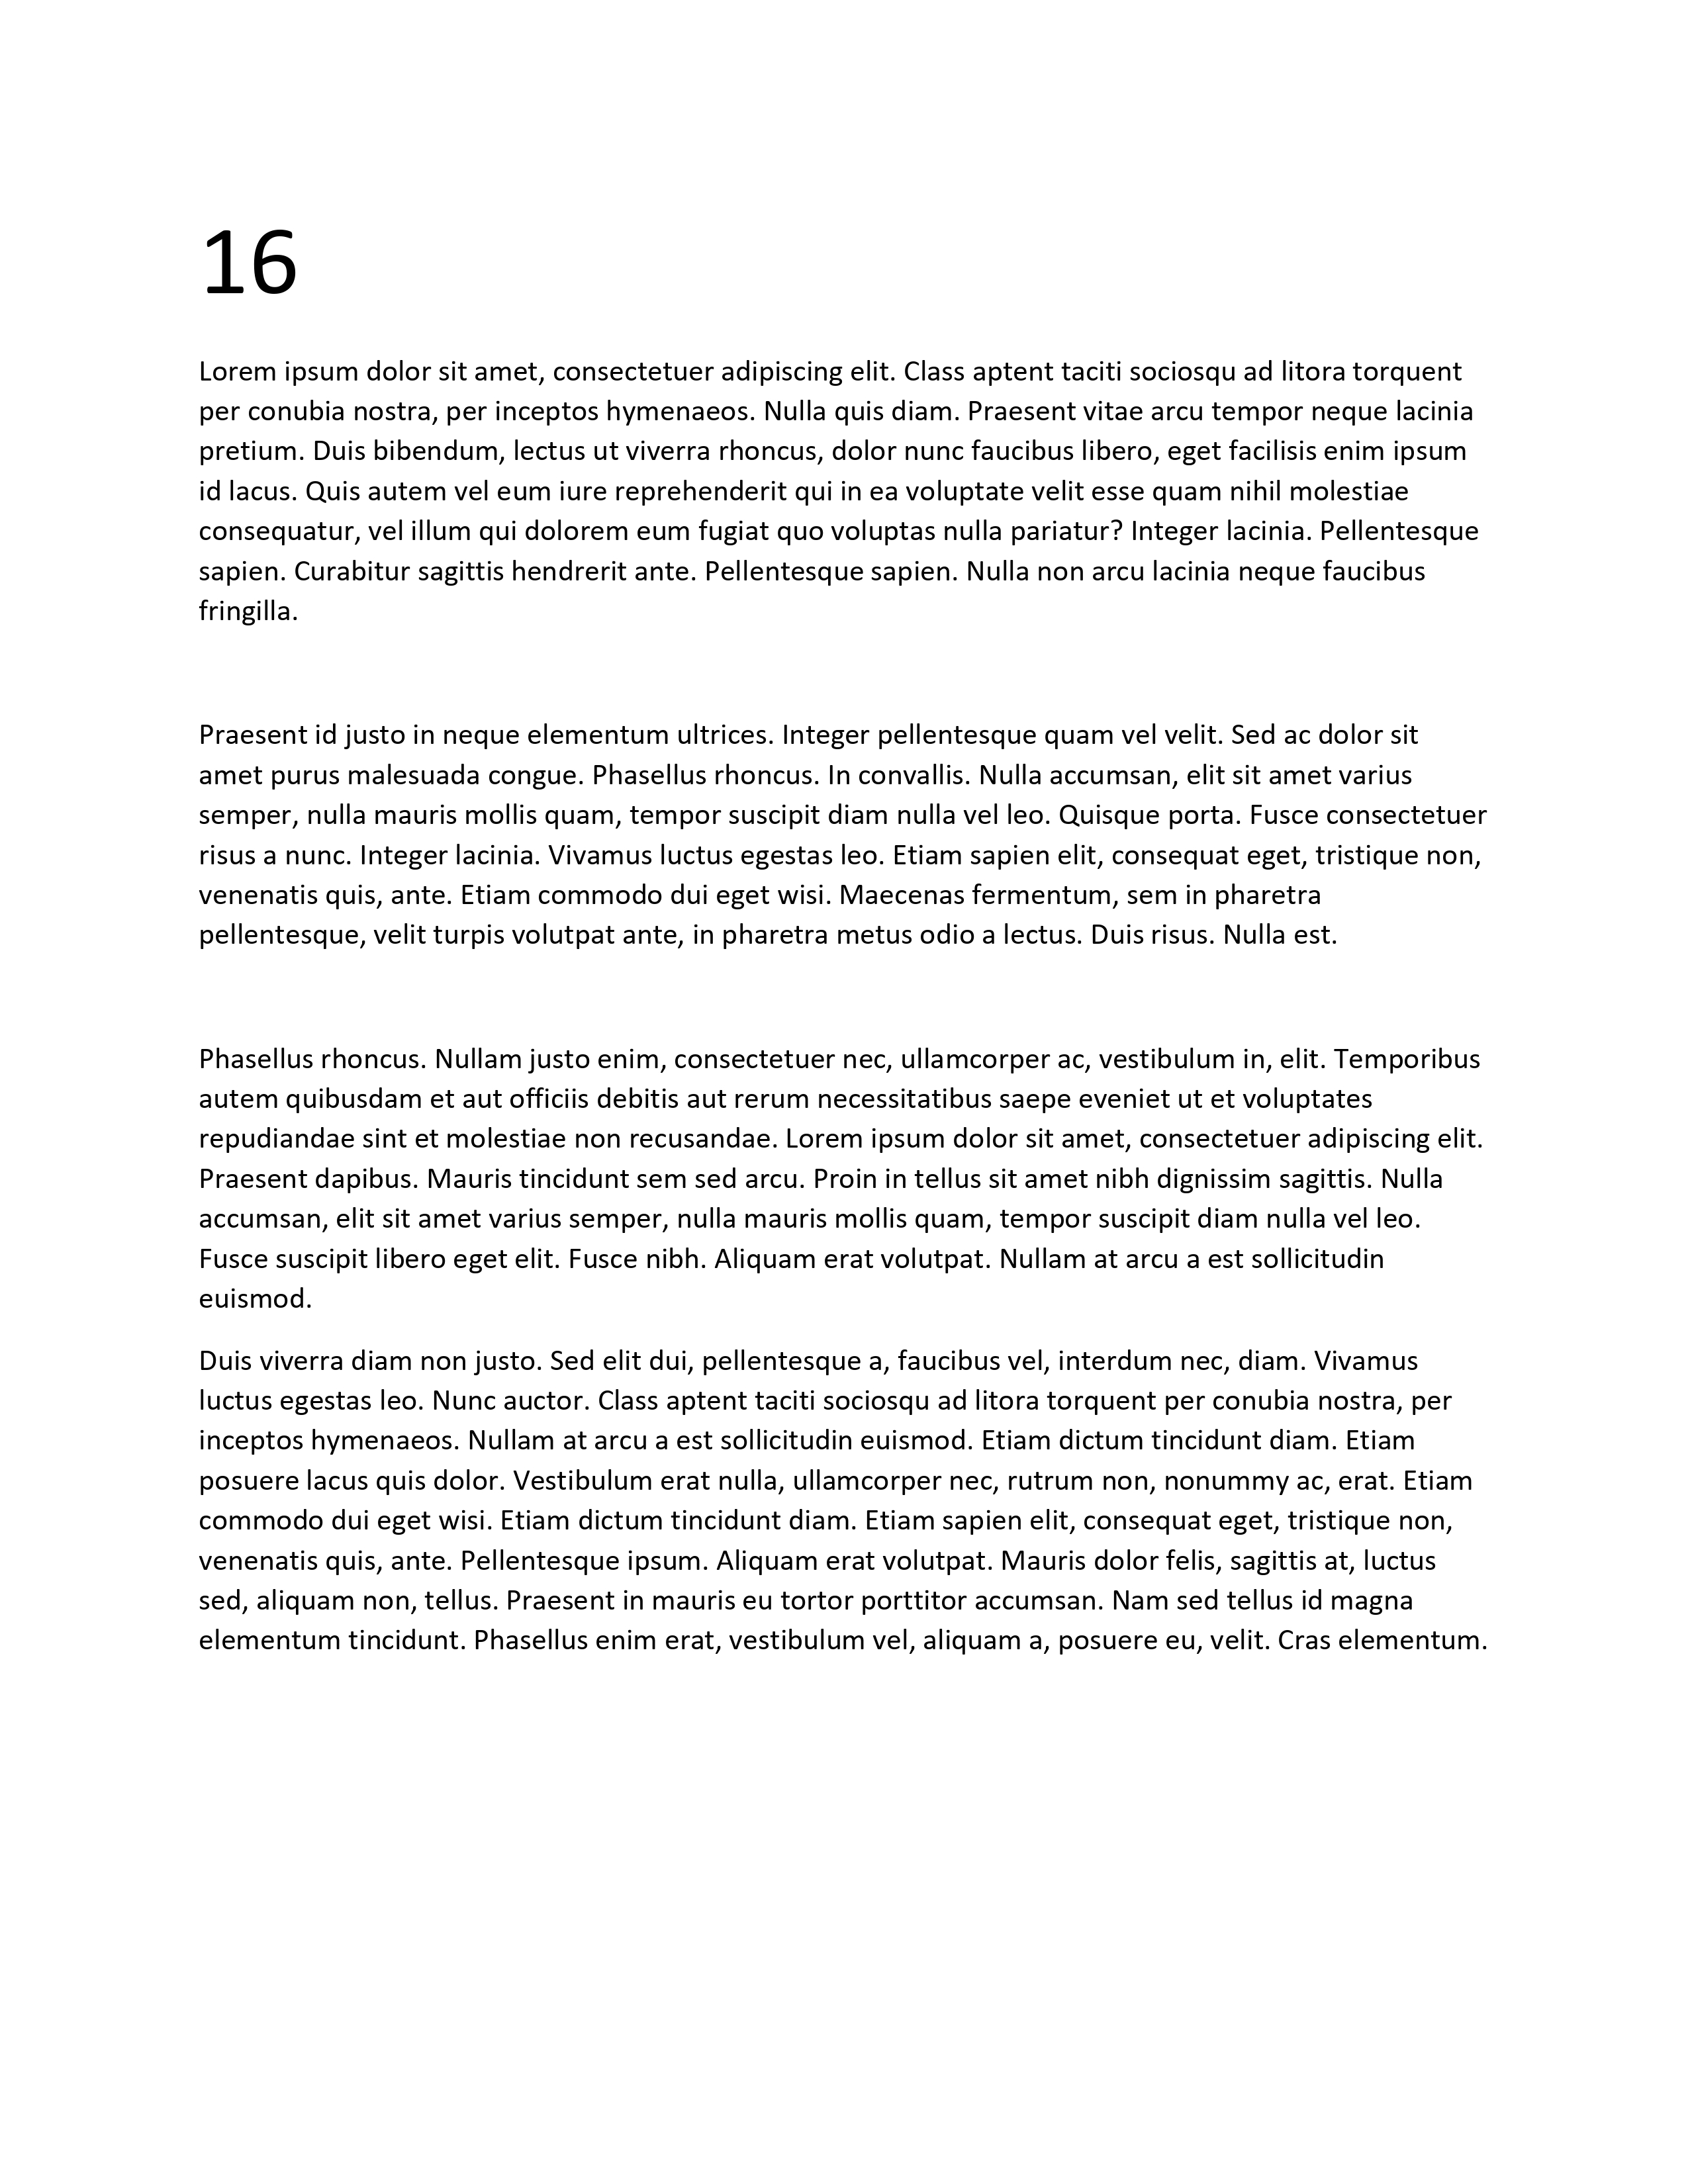 16
Lorem ipsum dolor sit amet, consectetuer adipiscing elit. Class aptent taciti sociosqu ad litora torquent
per conubia nostra, per inceptos hymenaeos. Nulla quis diam. Praesent vitae arcu tempor neque lacinia
pretium. Duis bibendum, lectus ut viverra rhoncus, dolor nunc faucibus libero, eget facilisis enim ipsum
id lacus. Quis autem vel eum iure reprehenderit qui in ea voluptate velit esse quam nihil molestiae
consequatur, vel illum qui dolorem eum fugiat quo voluptas nulla pariatur? Integer lacinia. Pellentesque
sapien. Curabitur sagittis hendrerit ante. Pellentesque sapien. Nulla non arcu lacinia neque faucibus
fringilla.
Praesent id justo in neque elementum ultrices. Integer pellentesque quam vel velit. Sed ac dolor sit
amet purus malesuada congue. Phasellus rhoncus. In convallis. Nulla accumsan, elit sit amet varius
semper, nulla mauris mollis quam, tempor suscipit diam nulla vel leo. Quisque porta. Fusce consectetuer
risus a nunc. Integer lacinia. Vivamus luctus egestas leo. Etiam sapien elit, consequat eget, tristique non,
venenatis quis, ante. Etiam commodo dui eget wisi. Maecenas fermentum, sem in pharetra
pellentesque, velit turpis volutpat ante, in pharetra metus odio a lectus. Duis risus. Nulla est.
Phasellus rhoncus. Nullam justo enim, consectetuer nec, ullamcorper ac, vestibulum in, elit. Temporibus
autem quibusdam et aut officiis debitis aut rerum necessitatibus saepe eveniet ut et voluptates
repudiandae sint et molestiae non recusandae. Lorem ipsum dolor sit amet, consectetuer adipiscing elit.
Praesent dapibus. Mauris tincidunt sem sed arcu. Proin in tellus sit amet nibh dignissim sagittis. Nulla
accumsan, elit sit amet varius semper, nulla mauris mollis quam, tempor suscipit diam nulla vel leo.
Fusce suscipit libero eget elit. Fusce nibh. Aliquam erat volutpat. Nullam at arcu a est sollicitudin
euismod.
Duis viverra diam non justo. Sed elit dui, pellentesque a, faucibus vel, interdum nec, diam. Vivamus
luctus egestas leo. Nunc auctor. Class aptent taciti sociosqu ad litora torquent per conubia nostra, per
inceptos hymenaeos. Nullam at arcu a est sollicitudin euismod. Etiam dictum tincidunt diam. Etiam
posuere lacus quis dolor. Vestibulum erat nulla, ullamcorper nec, rutrum non, nonummy ac, erat. Etiam
commodo dui eget wisi. Etiam dictum tincidunt diam. Etiam sapien elit, consequat eget, tristique non,
venenatis quis, ante. Pellentesque ipsum. Aliquam erat volutpat. Mauris dolor felis, sagittis at, luctus
sed, aliquam non, tellus. Praesent in mauris eu tortor porttitor accumsan. Nam sed tellus id magna
elementum tincidunt. Phasellus enim erat, vestibulum vel, aliquam a, posuere eu, velit. Cras elementum.